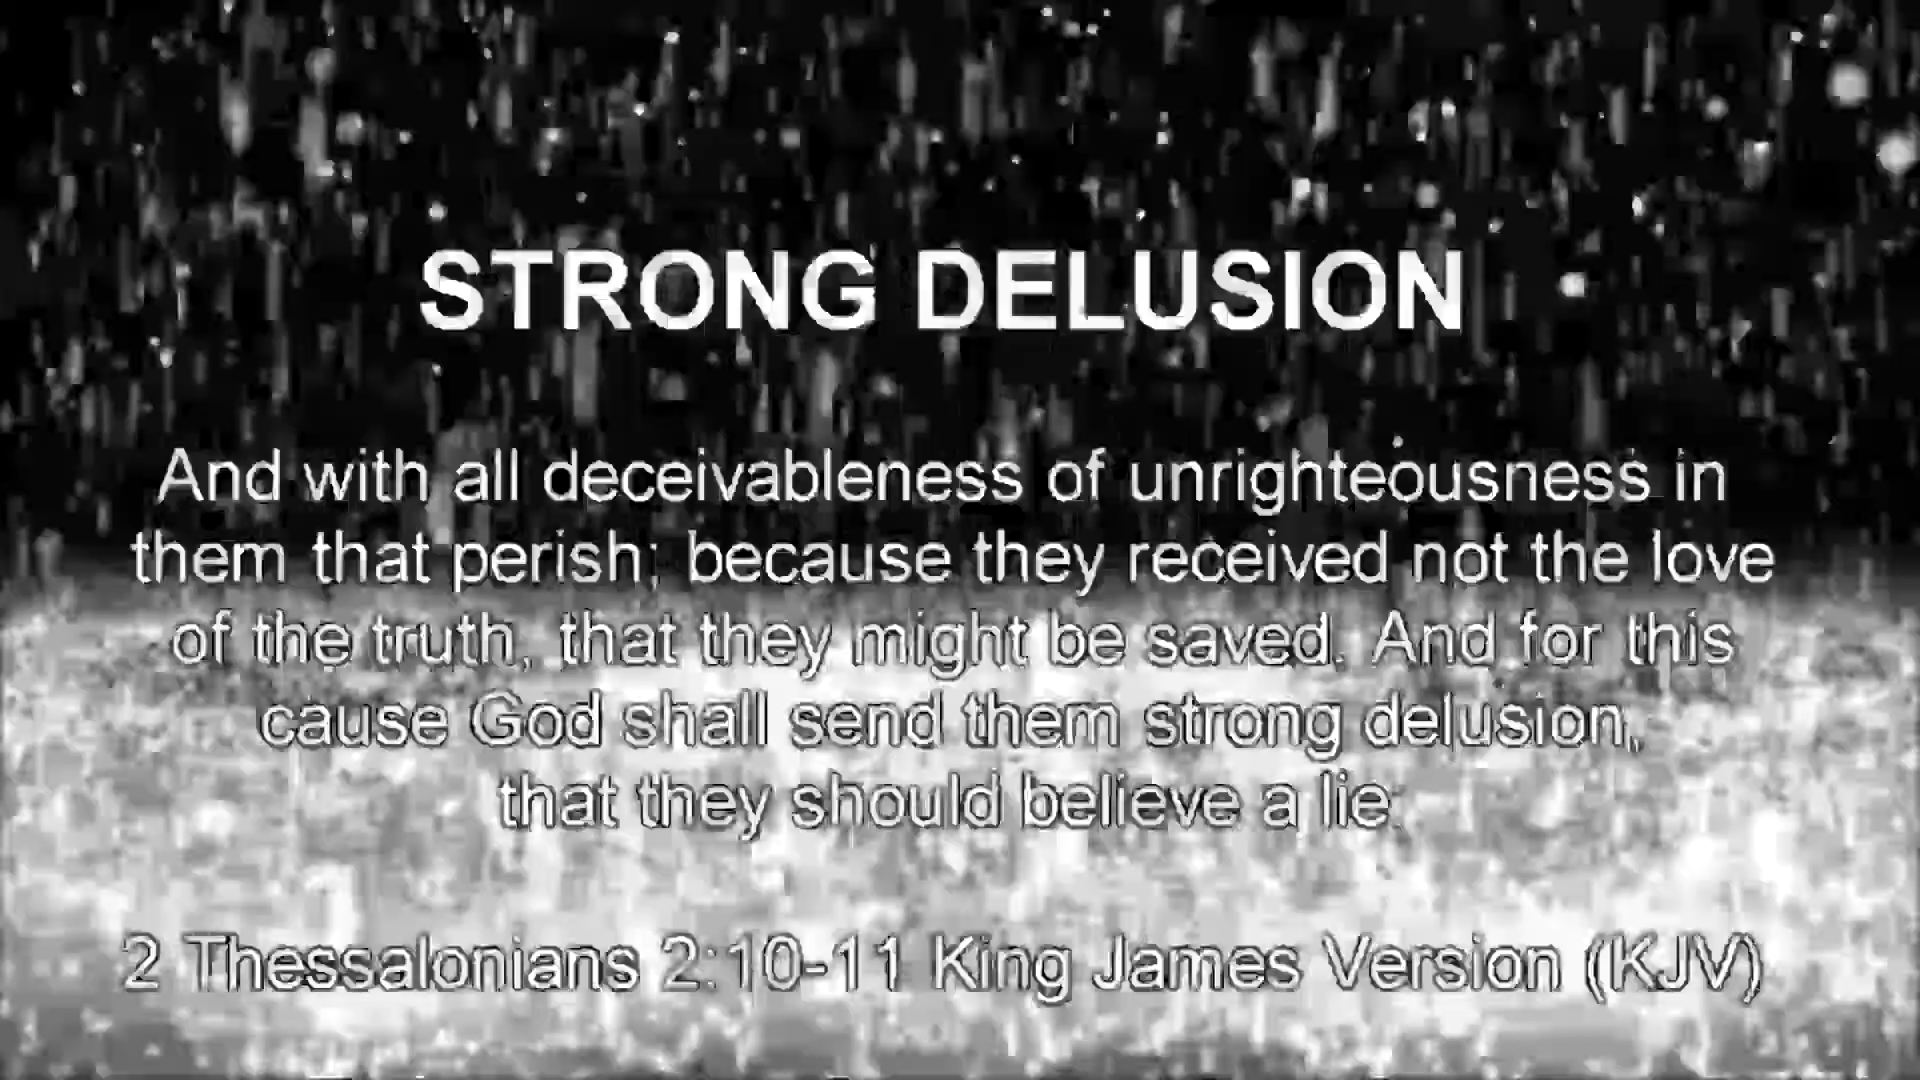 STRONG DELUSION
And with all deceivableness of unrighteousness in
them that perish; because they received not the love
of the truth, that they might be saved. And for this
cause God shall send them strong delusion,
that they should believe a lie:
2 Thessalonians 2:10-11 King James Version (KJV)